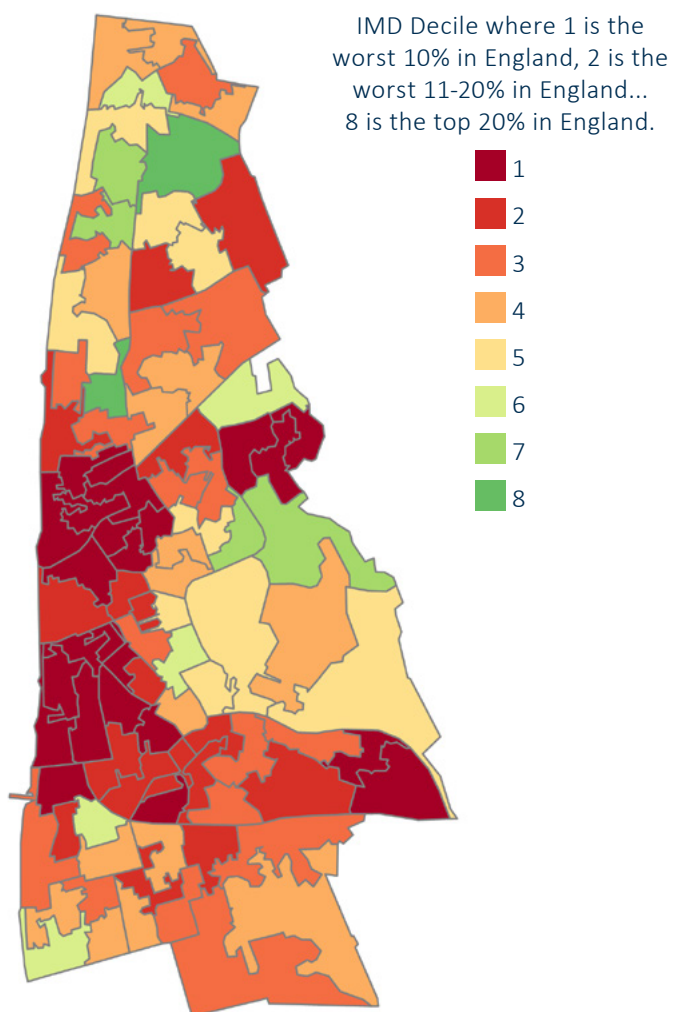 IMD Decile where 1 is the
worst 10% in England, 2 is the
worst 11-20% in England...
8 is the top 20% in England.
1
2
3
4
5
6
7
8